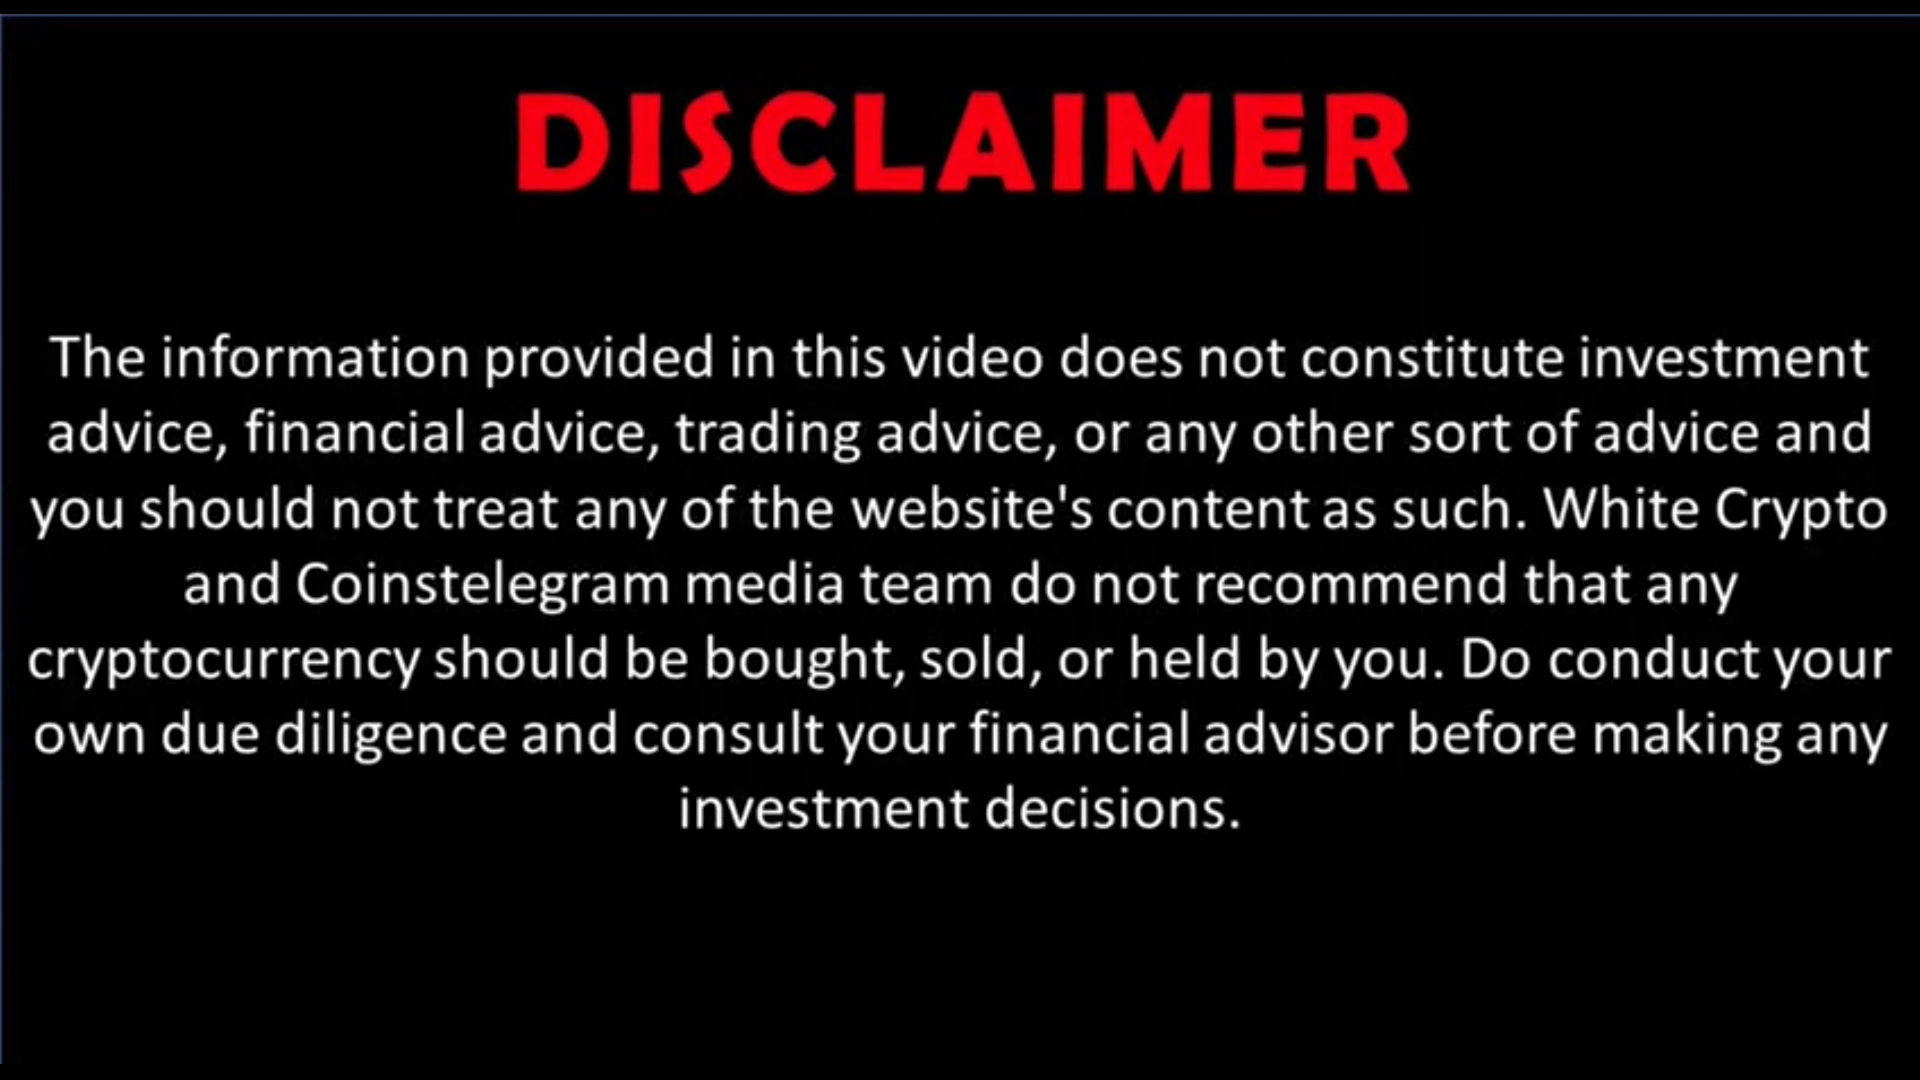 DISCLAIMER
The information provided in this video does not constitute investment
advice, financial advice, trading advice, or any other sort of advice and
you should not treat any of the website's content as such. White Crypto
and Coinstelegram media team do not recommend that any
cryptocurrency should be bought, sold, or held by you. Do conduct your
own due diligence and consult your financial advisor before making any
investment decisions.